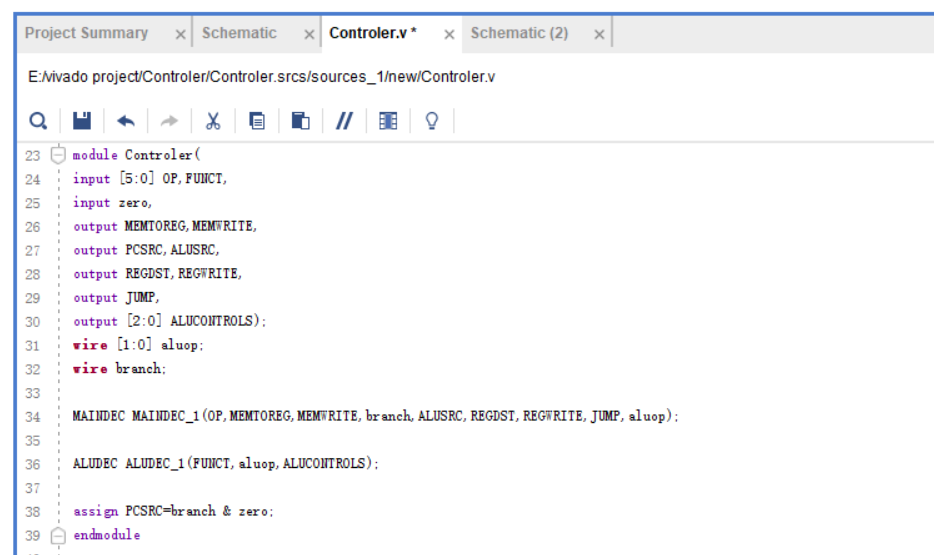 Project Summary × Schematic × Controler.v * × Schematic (2) ×
E:/vivado project/Controler/Controler.srcs/sources_1/new/Controler.v
23 module Controler(
24 input [5:0] OP,FUNCT,
25 input zero,
26 output MEMTOREG,MEMWRITE,
27 output PCSRC,ALUSRC,
28 output REGDST,REGWRITE,
29 output JUMP,
30 output [2:0] ALUCONTROLS);
31 wire [1:0] aluop;
32 wire branch;
33
34 MAINDEC MAINDEC_1(OP,MEMTOREG,MEMWRITE,branch,ALUSRC,REGDST,REGWRITE,JUMP,aluop);
35
36 ALUDEC ALUDEC_1(FUNCT,aluop,ALUCONTROLS);
37
38 assign PCSRC=branch & zero;
39 endmodule